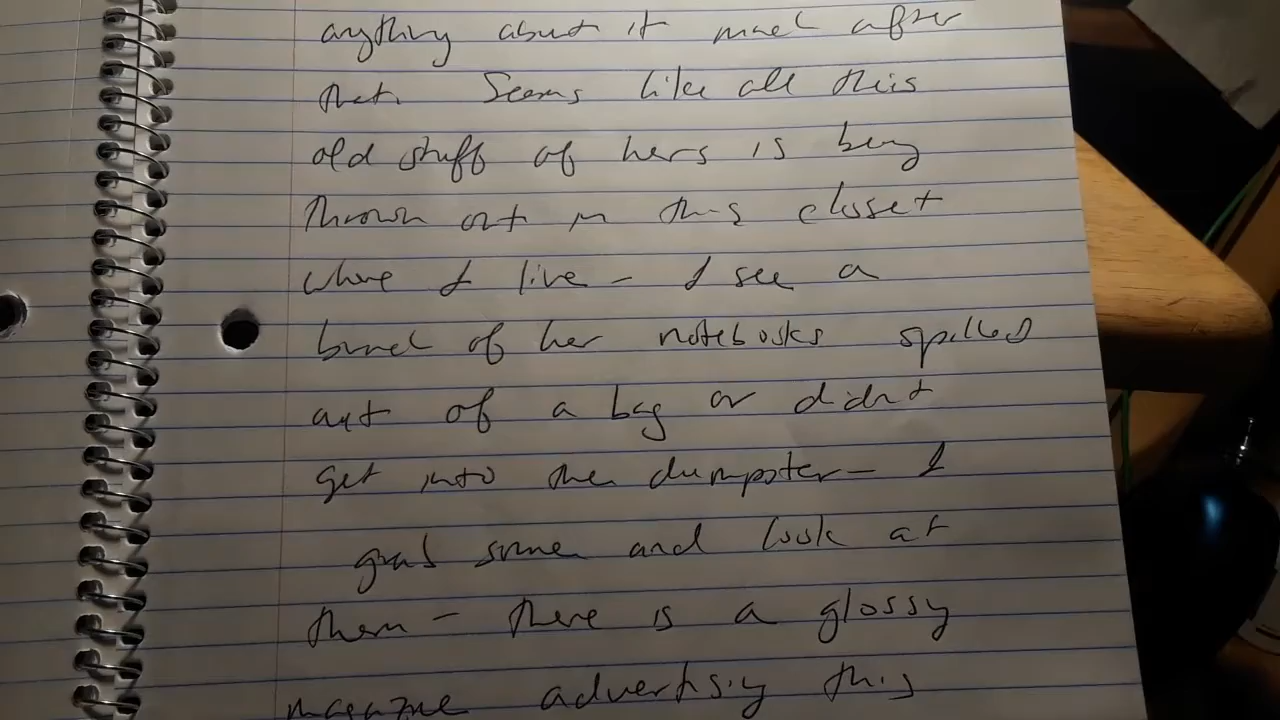 anything about it much after
that. Seems like all this
old stuff of hers is being
thrown out in this closet
where I live - I see a
bunch of her notebooks spilled
out of a bag or didnt
get into the dumpster - I
grab some and look at
them - there is a glossy
magazine advertising this